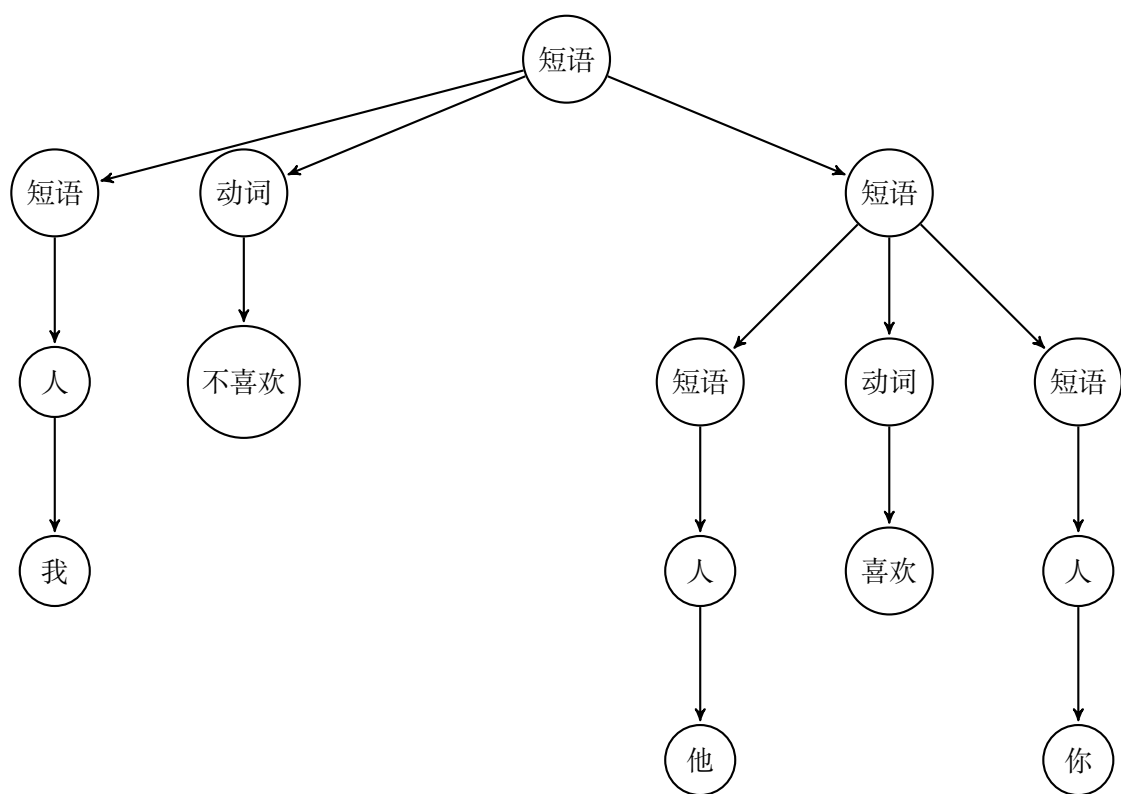 短语
短语 动词 短语
人 不喜欢 短语 动词 短语
我 人 喜欢 人
他 你